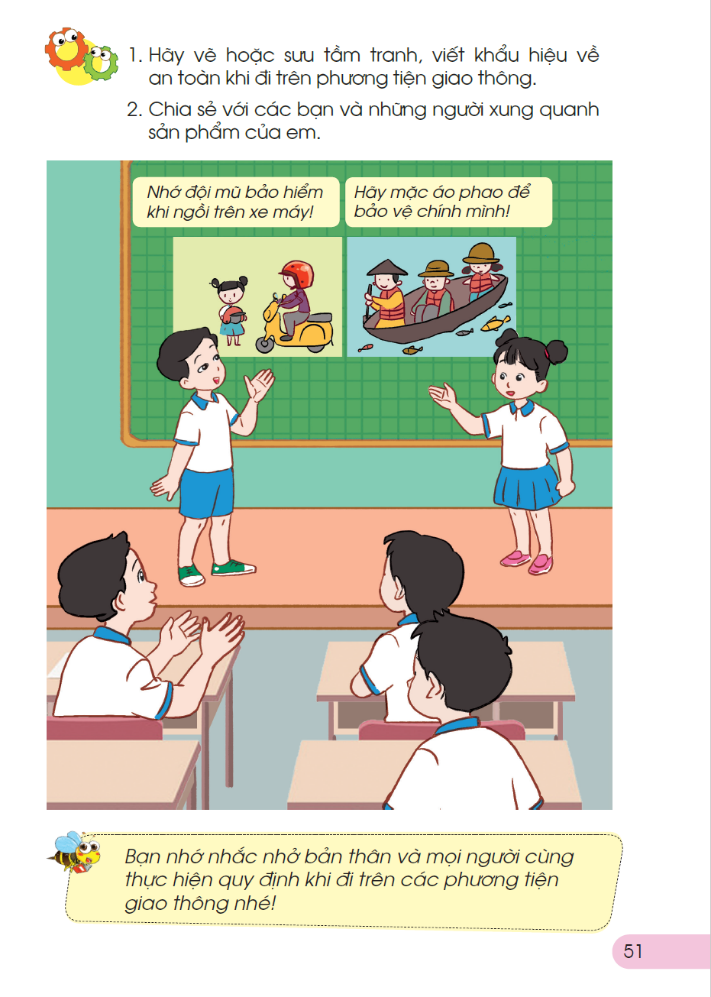 1. Hãy vẽ hoặc sưu tầm tranh, viết khẩu hiệu về
an toàn khi đi trên phương tiện giao thông.
2. Chia sẻ với các bạn và những người xung quanh
sản phẩm của em.
Nhớ đội mũ bảo hiểm
khi ngồi trên xe máy!
Hãy mặc áo phao để
bảo vệ chính mình!
Bạn nhớ nhắc nhở bản thân và mọi người cùng
thực hiện quy định khi đi trên các phương tiện
giao thông nhé!
51